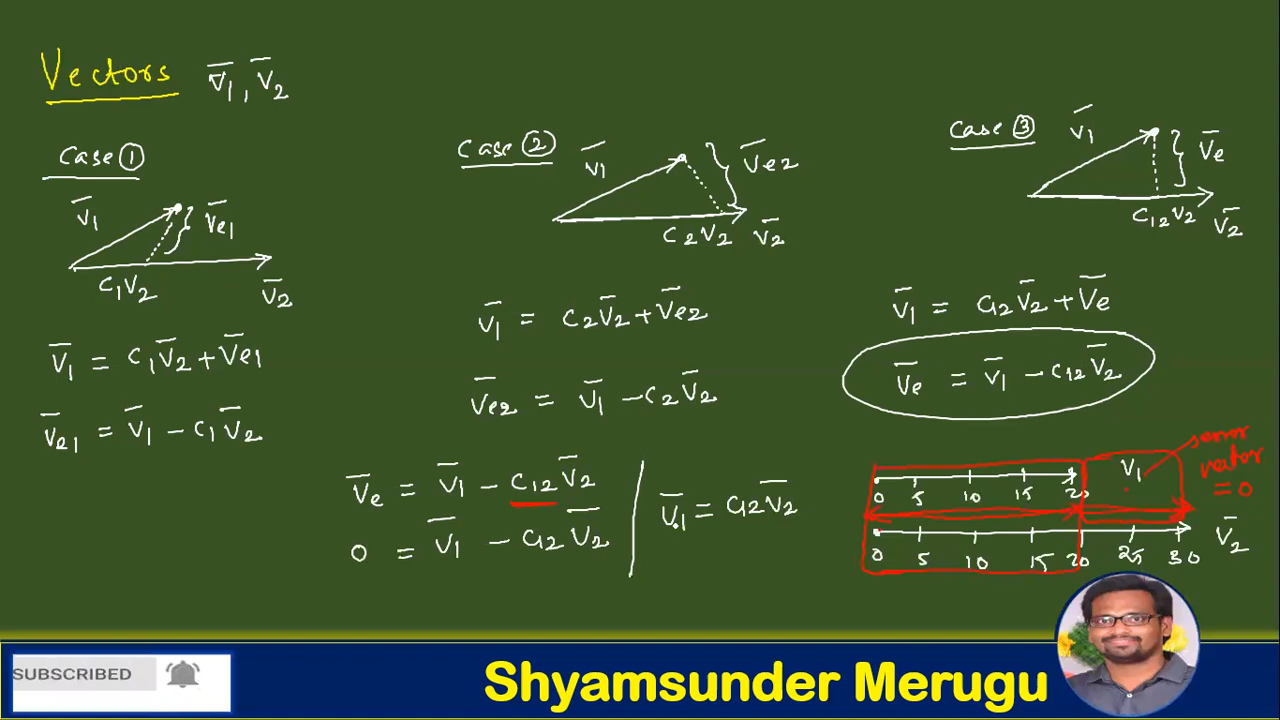 Vectors V̄1, V̄2
Case ①
V̄1
V̄e1
C1V2
V̄2
V̄1 = C1V̄2 + V̄e1
V̄21 = V̄1 - C1V̄2
Case ②
V̄1
V̄e2
C2V2
V̄2
V̄1 = C2V̄2 + V̄e2
V̄e2 = V̄1 - C2V̄2
Case ③
V̄1
V̄e
C12V2
V̄2
V̄1 = C12V̄2 + V̄e
V̄e = V̄1 - C12V̄2
V̄e = V̄1 - C12V̄2
0 = V̄1 - C12V̄2
V̄1 = C12V̄2
V1
0 5 10 15 20
error
vector
= 0
V̄2
0 5 10 15 20 25 30
SUBSCRIBED
Shyamsunder Merugu